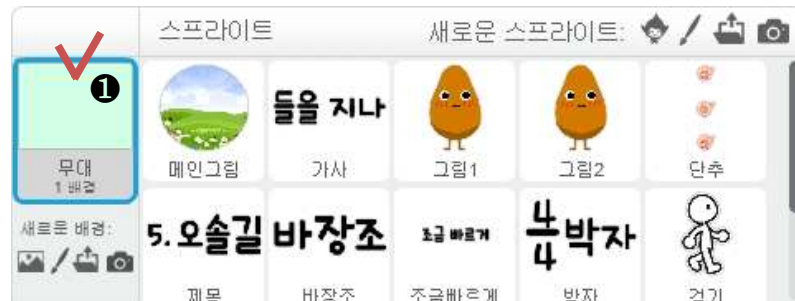 스프라이트 새로운 스프라이트:
❶
들을 지나
무대
1 배경
메인그림 가사 그림1 그림2 단추
새로운 배경:
5. 오솔길 바장조 조금 빠르게 4/4 박자
제목 바장조 조금빠르게 박자 걷기